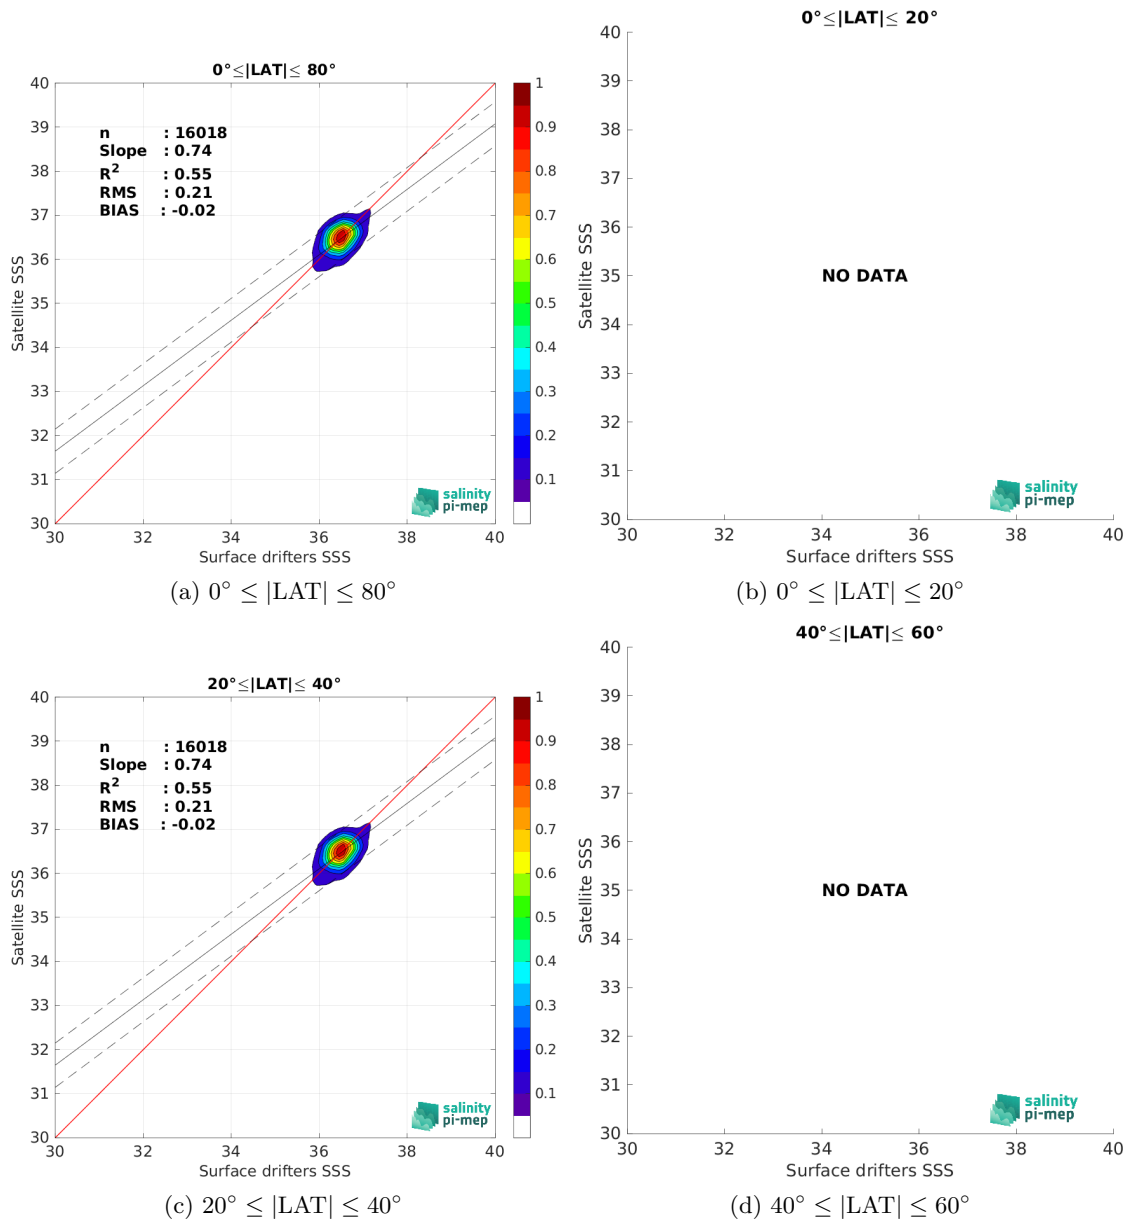 0°≤|LAT|≤ 80°
40
39
38
37
36
35
34
33
32
31
30
n : 16018
Slope : 0.74
R² : 0.55
RMS : 0.21
BIAS : -0.02
Satellite SSS
30 32 34 36 38 40
Surface drifters SSS
1
0.9
0.8
0.7
0.6
0.5
0.4
0.3
0.2
0.1
salinity
pi-mep
(a) 0° ≤ |LAT| ≤ 80°
0°≤|LAT|≤ 20°
40
39
38
37
36
35
34
33
32
31
30
Satellite SSS
NO DATA
salinity
pi-mep
30 32 34 36 38 40
Surface drifters SSS
(b) 0° ≤ |LAT| ≤ 20°
20°≤|LAT|≤ 40°
40
39
38
37
36
35
34
33
32
31
30
n : 16018
Slope : 0.74
R² : 0.55
RMS : 0.21
BIAS : -0.02
Satellite SSS
30 32 34 36 38 40
Surface drifters SSS
1
0.9
0.8
0.7
0.6
0.5
0.4
0.3
0.2
0.1
salinity
pi-mep
(c) 20° ≤ |LAT| ≤ 40°
40°≤|LAT|≤ 60°
40
39
38
37
36
35
34
33
32
31
30
Satellite SSS
NO DATA
salinity
pi-mep
30 32 34 36 38 40
Surface drifters SSS
(d) 40° ≤ |LAT| ≤ 60°